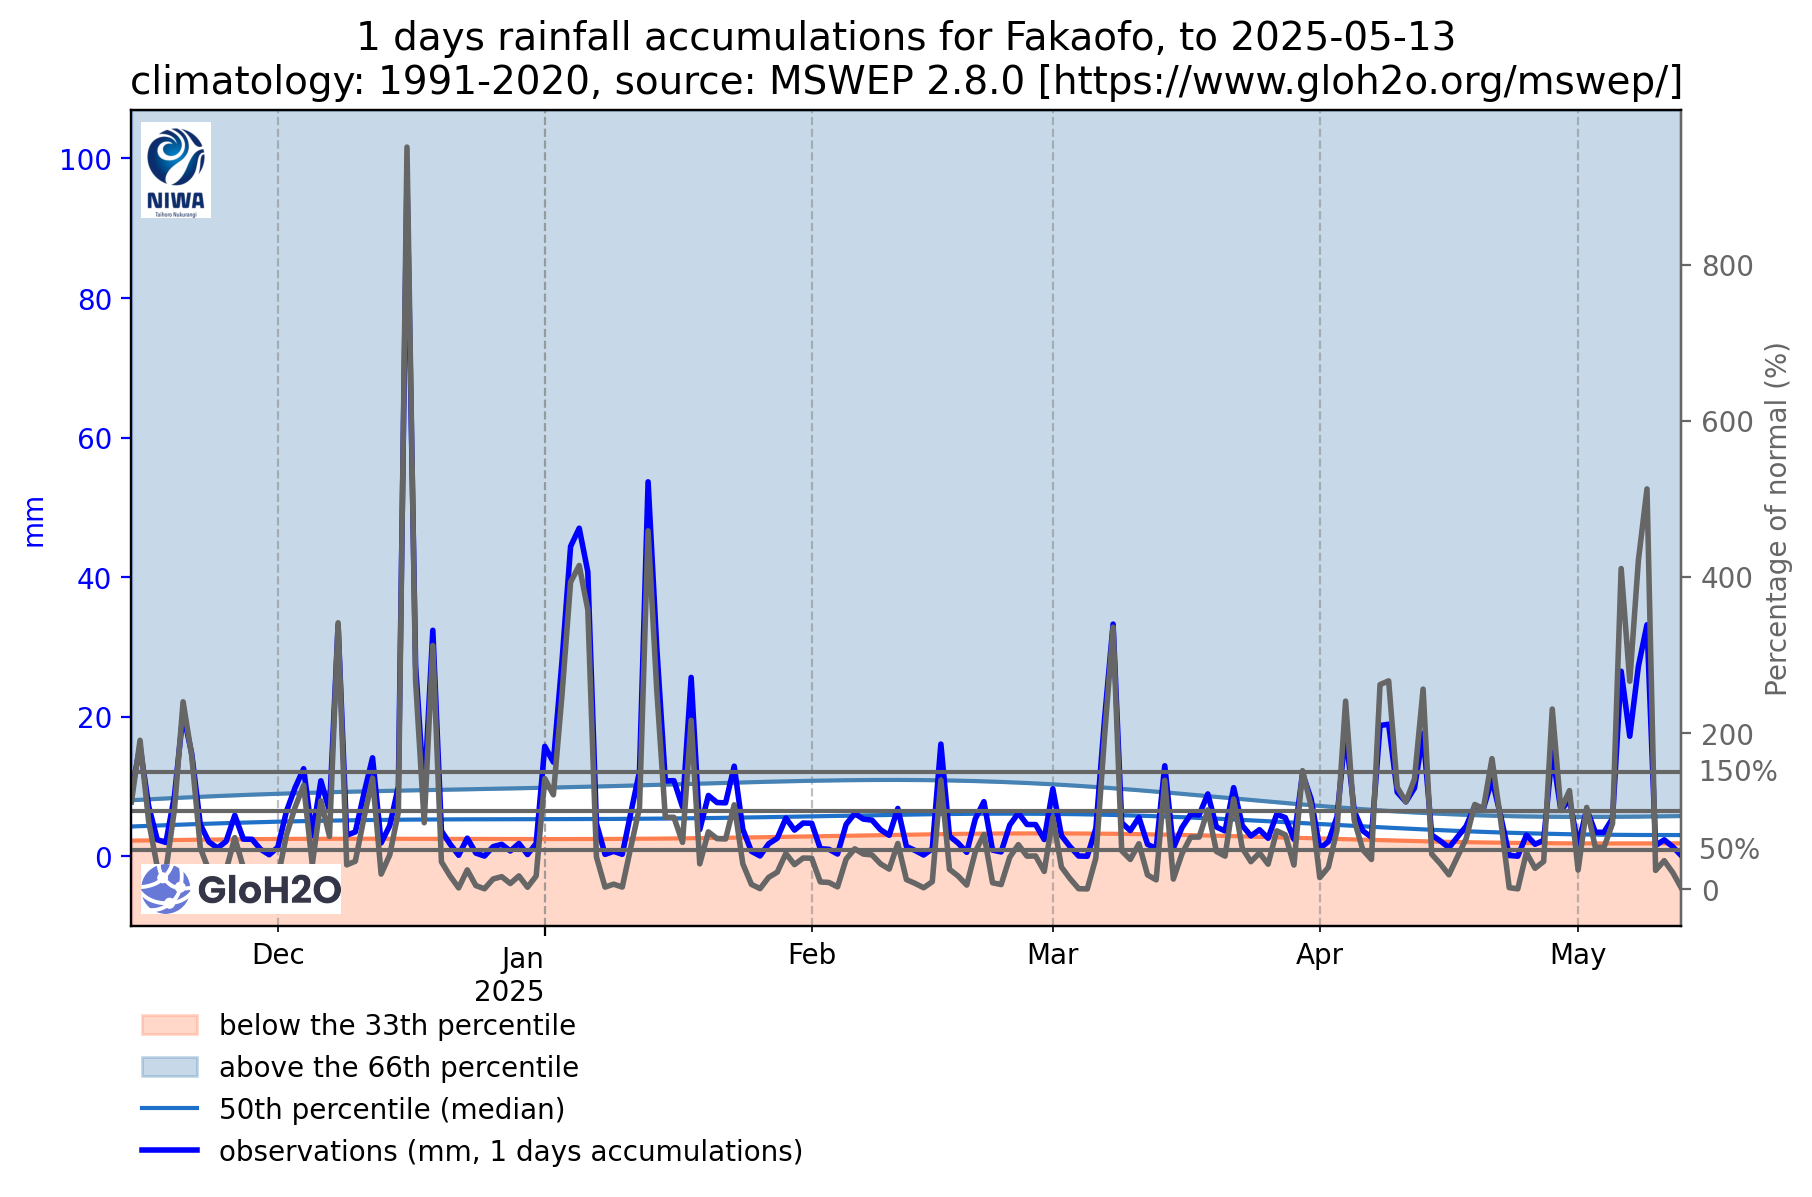 1 days rainfall accumulations for Fakaofo, to 2025-05-13
climatology: 1991-2020, source: MSWEP 2.8.0 [https://www.gloh2o.org/mswep/]
NIWA
Taihoro Nukurangi
100
80
60
40
20
0
mm
800
600
400
200
150%
50%
0
Percentage of normal (%)
GloH2O
Dec
Jan
2025
Feb
Mar
Apr
May
below the 33th percentile
above the 66th percentile
50th percentile (median)
observations (mm, 1 days accumulations)